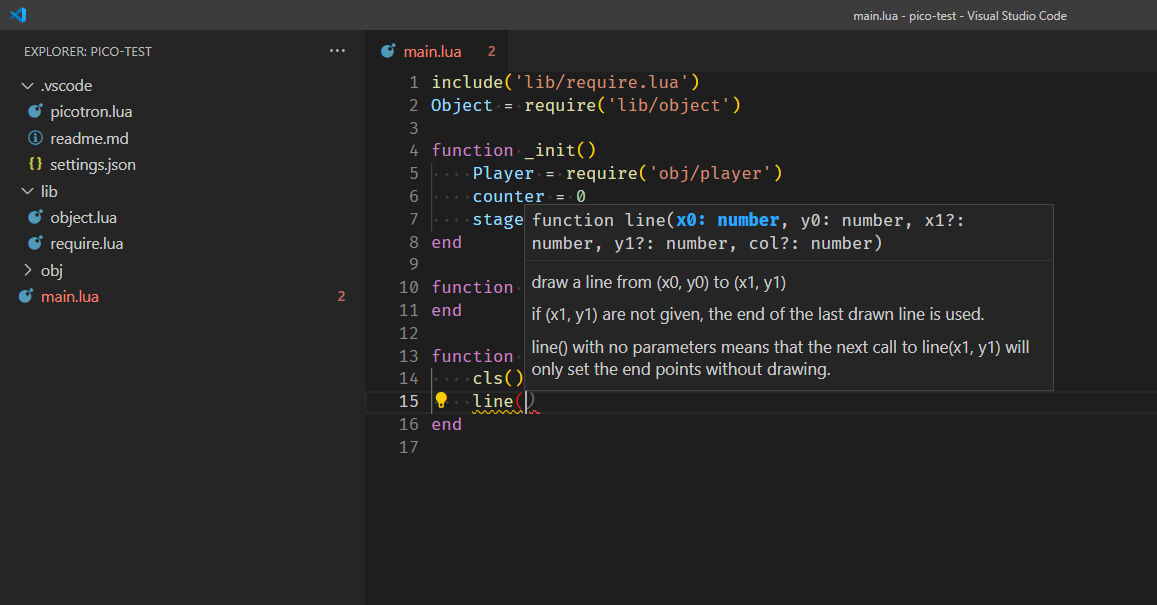 main.lua - pico-test - Visual Studio Code
EXPLORER: PICO-TEST
...
.vscode
picotron.lua
readme.md
{} settings.json
lib
object.lua
require.lua
obj
main.lua 2
main.lua 2
1 include('lib/require.lua')
2 Object = require('lib/object')
3
4 function _init()
5 Player = require('obj/player')
6 counter = 0
7 stage
8 end
9
10 function
11 end
12
13 function
14 cls()
15 line()
16 end
17
function line(x0: number, y0: number, x1?:
number, y1?: number, col?: number)
draw a line from (x0, y0) to (x1, y1)
if (x1, y1) are not given, the end of the last drawn line is used.
line() with no parameters means that the next call to line(x1, y1) will
only set the end points without drawing.